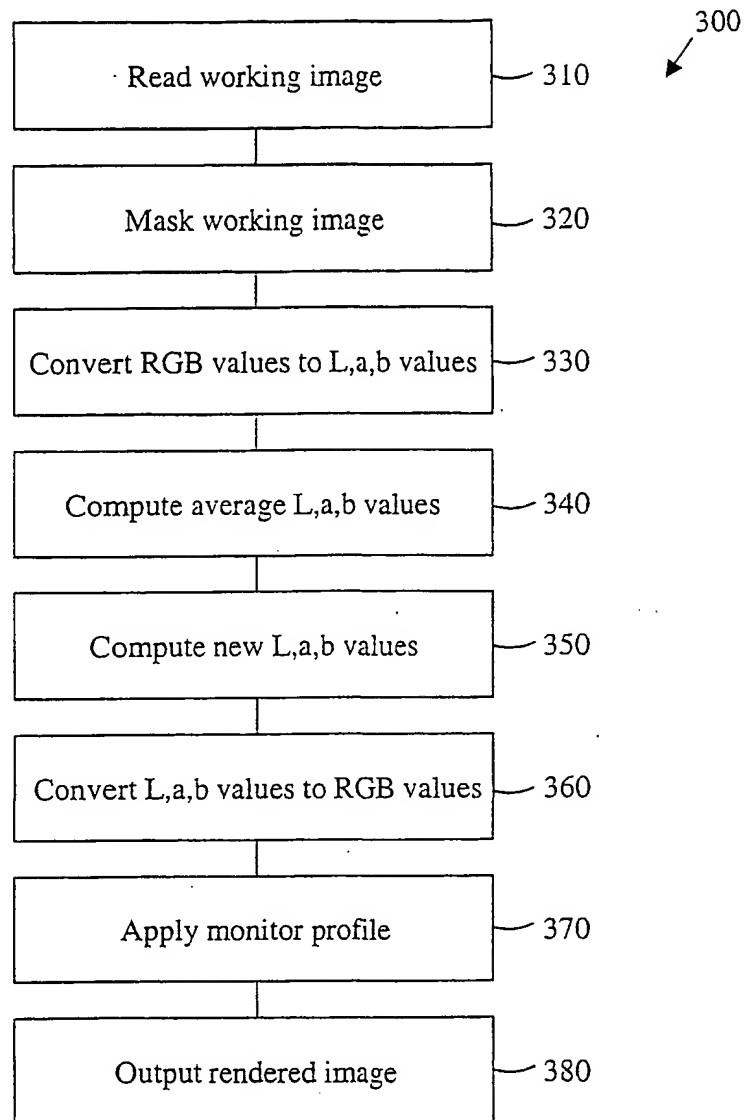 300
Read working image 310
Mask working image 320
Convert RGB values to L,a,b values 330
Compute average L,a,b values 340
Compute new L,a,b values 350
Convert L,a,b values to RGB values 360
Apply monitor profile 370
Output rendered image 380